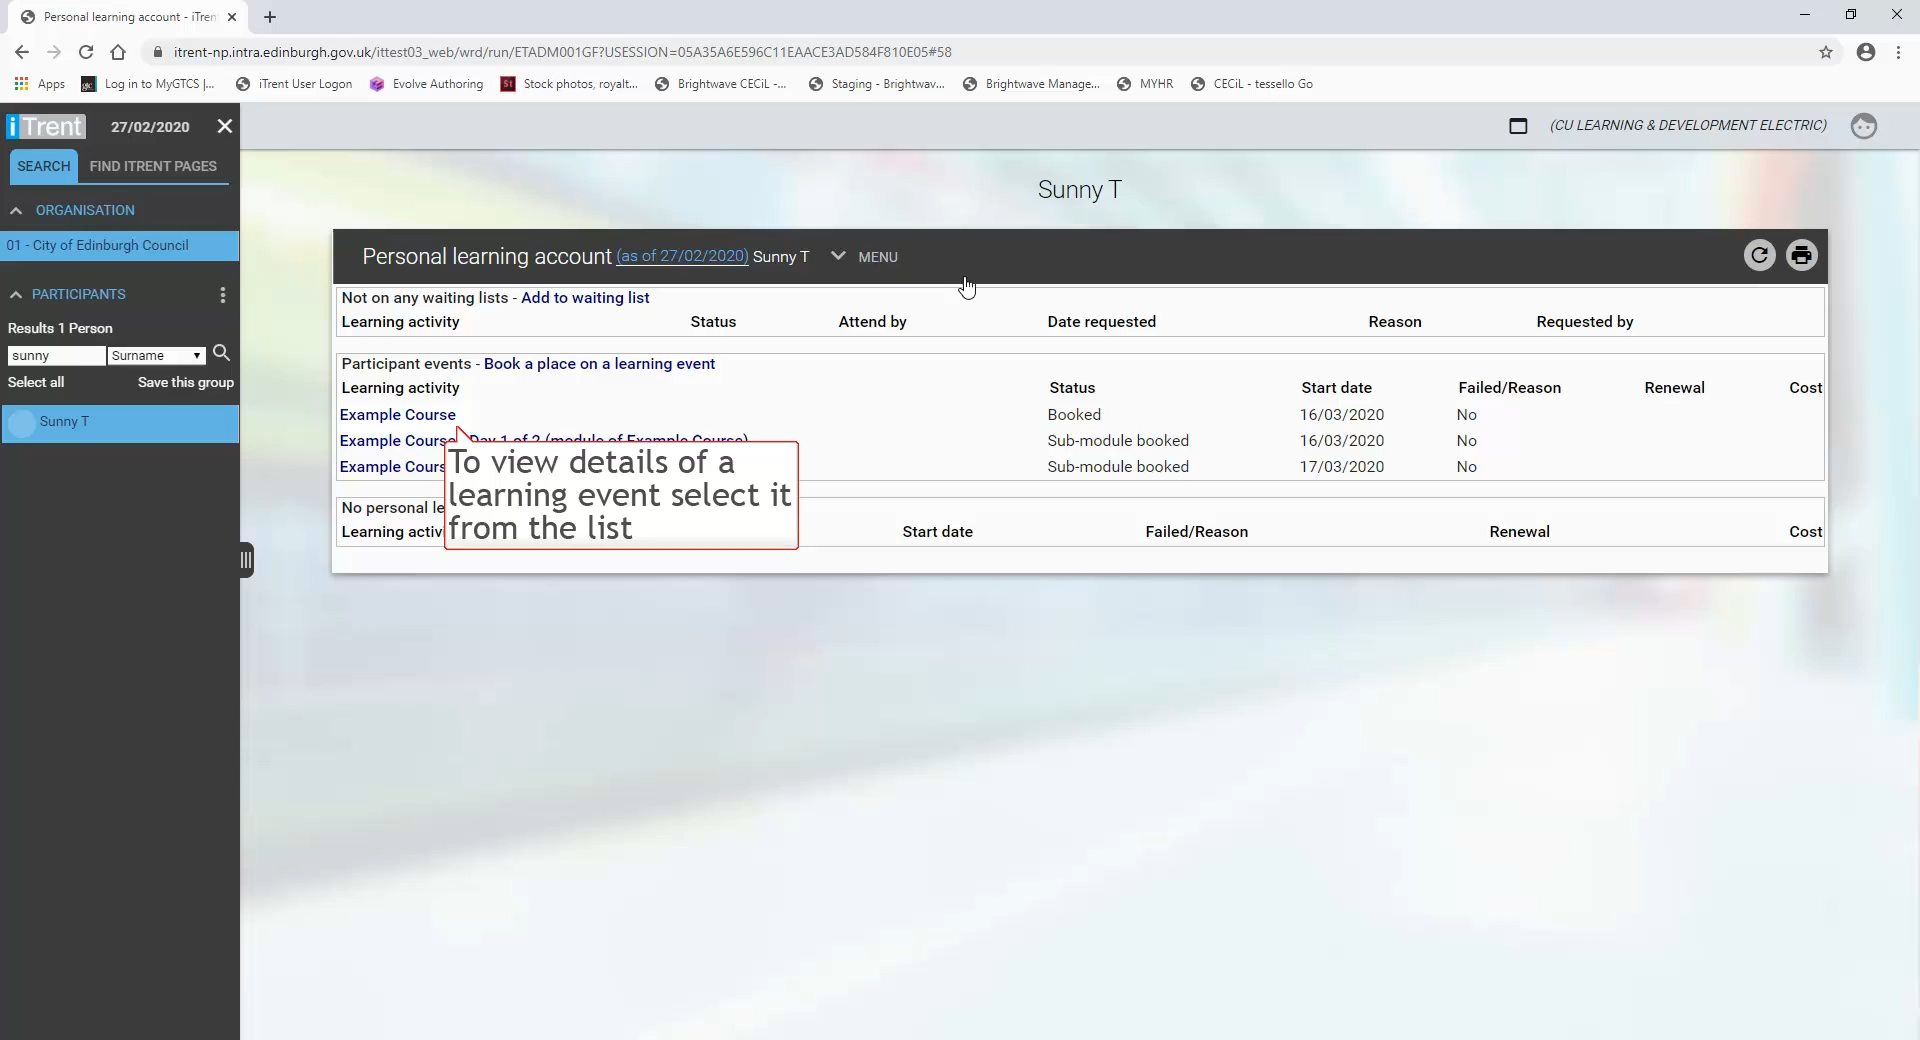 Personal learning account - iTren
itrent-np.intra.edinburgh.gov.uk/ittest03_web/wrd/run/ETADM001GF?USESSION=05A35A6E596C11EAACE3AD584F810E05#58
Apps Log in to MyGTCS |... iTrent User Logon Evolve Authoring St Stock photos, royalt... Brightwave CECiL -... Staging - Brightwav... Brightwave Manage... MYHR CECiL - tessello Go
iTrent 27/02/2020
(CU LEARNING & DEVELOPMENT ELECTRIC)
SEARCH FIND ITRENT PAGES
ORGANISATION
01 - City of Edinburgh Council
PARTICIPANTS
Results 1 Person
sunny Surname
Select all Save this group
Sunny T
Sunny T
Personal learning account (as of 27/02/2020) Sunny T MENU
Not on any waiting lists - Add to waiting list
Learning activity Status Attend by Date requested Reason Requested by
Participant events - Book a place on a learning event
Learning activity Status Start date Failed/Reason Renewal Cost
Example Course Booked 16/03/2020 No
Example Course Day 1 of 2 (module of Example Course) Sub-module booked 16/03/2020 No
Example Cours Sub-module booked 17/03/2020 No
No personal le
Learning activi Start date Failed/Reason Renewal Cost
To view details of a
learning event select it
from the list